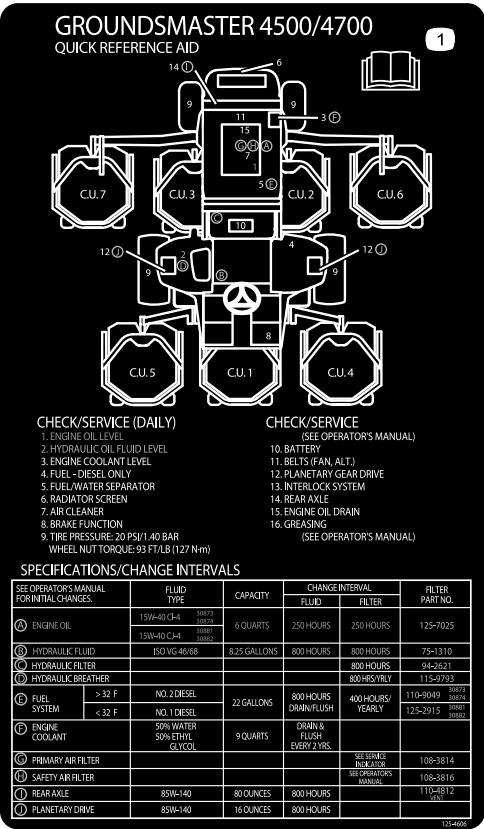 GROUNDSMASTER 4500/4700
QUICK REFERENCE AID
1
14 I
6
9
9
11
3 F
15
G H A
7
1
5 E
C.U. 7
C.U. 3
C.U. 2
C.U. 6
C
10
12 J
2
D
9
B
4
12 J
9
8
C.U. 5
C.U. 1
C.U. 4
CHECK/SERVICE (DAILY)
1. ENGINE OIL LEVEL
2. HYDRAULIC OIL FLUID LEVEL
3. ENGINE COOLANT LEVEL
4. FUEL - DIESEL ONLY
5. FUEL/WATER SEPARATOR
6. RADIATOR SCREEN
7. AIR CLEANER
8. BRAKE FUNCTION
9. TIRE PRESSURE: 20 PSI/1.40 BAR
WHEEL NUT TORQUE: 93 FT/LB (127 N-m)
CHECK/SERVICE
(SEE OPERATOR'S MANUAL)
10. BATTERY
11. BELTS (FAN, ALT.)
12. PLANETARY GEAR DRIVE
13. INTERLOCK SYSTEM
14. REAR AXLE
15. ENGINE OIL DRAIN
16. GREASING
(SEE OPERATOR'S MANUAL)
SPECIFICATIONS/CHANGE INTERVALS
SEE OPERATOR'S MANUAL FOR INITIAL CHANGES. FLUID TYPE CAPACITY CHANGE INTERVAL FILTER PART NO.
FLUID FILTER
A ENGINE OIL 15W-40 CI-4 30873 30874 6 QUARTS 250 HOURS 250 HOURS 125-7025
15W-40 CJ-4 30881 30882
B HYDRAULIC FLUID ISO VG 46/68 8.25 GALLONS 800 HOURS 800 HOURS 75-1310
C HYDRAULIC FILTER 800 HOURS 94-2621
D HYDRAULIC BREATHER 800 HRS/YRLY 115-9793
E FUEL SYSTEM > 32 F NO. 2 DIESEL 22 GALLONS 800 HOURS DRAIN/FLUSH 400 HOURS/ YEARLY 110-9049 30873 30874
< 32 F NO. 1 DIESEL 125-2915 30881 30882
F ENGINE COOLANT 50% WATER 50% ETHYL GLYCOL 9 QUARTS DRAIN & FLUSH EVERY 2 YRS.
G PRIMARY AIR FILTER SEE SERVICE INDICATOR 108-3814
H SAFETY AIR FILTER SEE OPERATOR'S MANUAL 108-3816
I REAR AXLE 85W-140 80 OUNCES 800 HOURS 110-4812 VENT
J PLANETARY DRIVE 85W-140 16 OUNCES 800 HOURS
125-4606